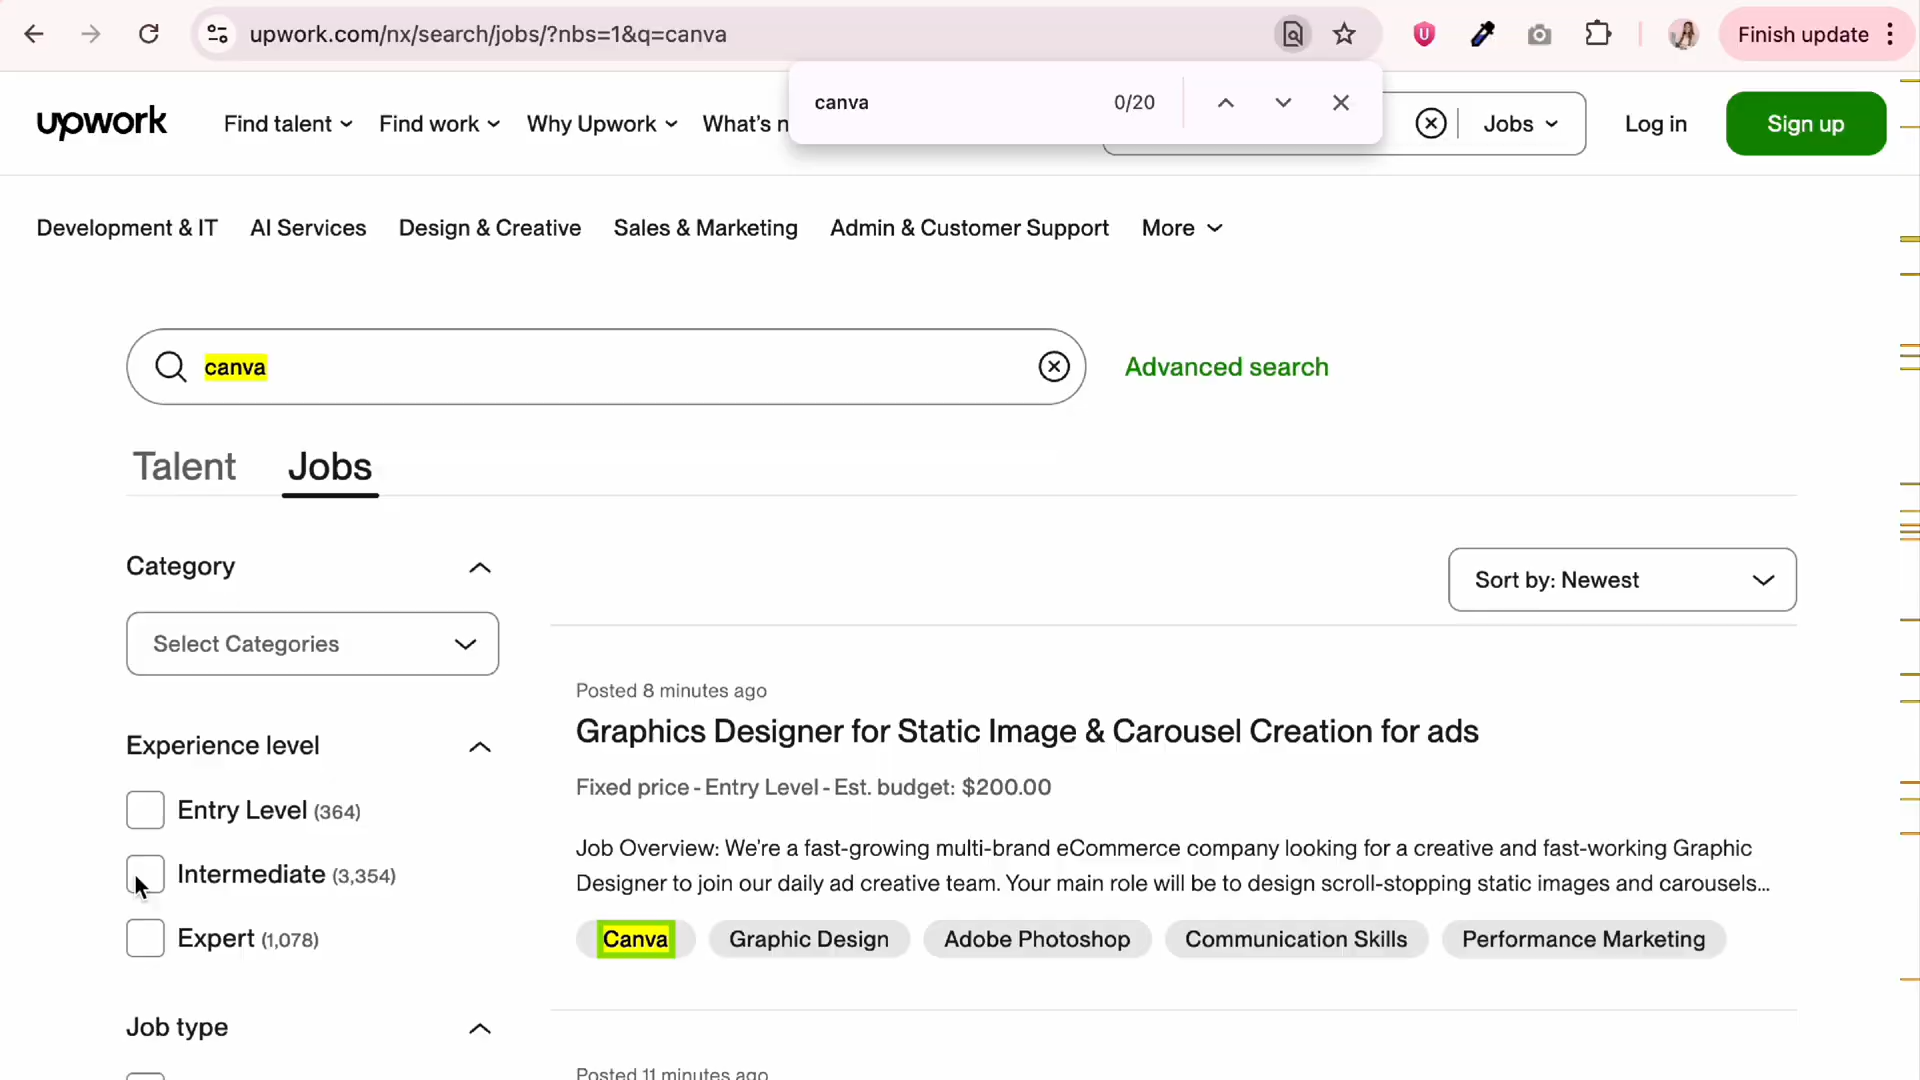 upwork.com/nx/search/jobs/?nbs=1&q=canva
Finish update
canva 0/20
upwork Find talent Find work Why Upwork What's n Jobs Log in Sign up
Development & IT AI Services Design & Creative Sales & Marketing Admin & Customer Support More
canva Advanced search
Talent Jobs
Category
Sort by: Newest
Select Categories
Posted 8 minutes ago
Graphics Designer for Static Image & Carousel Creation for ads
Experience level
Fixed price - Entry Level - Est. budget: $200.00
Entry Level (364)
Job Overview: We're a fast-growing multi-brand eCommerce company looking for a creative and fast-working Graphic
Designer to join our daily ad creative team. Your main role will be to design scroll-stopping static images and carousels...
Intermediate (3,354)
Expert (1,078)
Canva Graphic Design Adobe Photoshop Communication Skills Performance Marketing
Job type
Posted 11 minutes ago